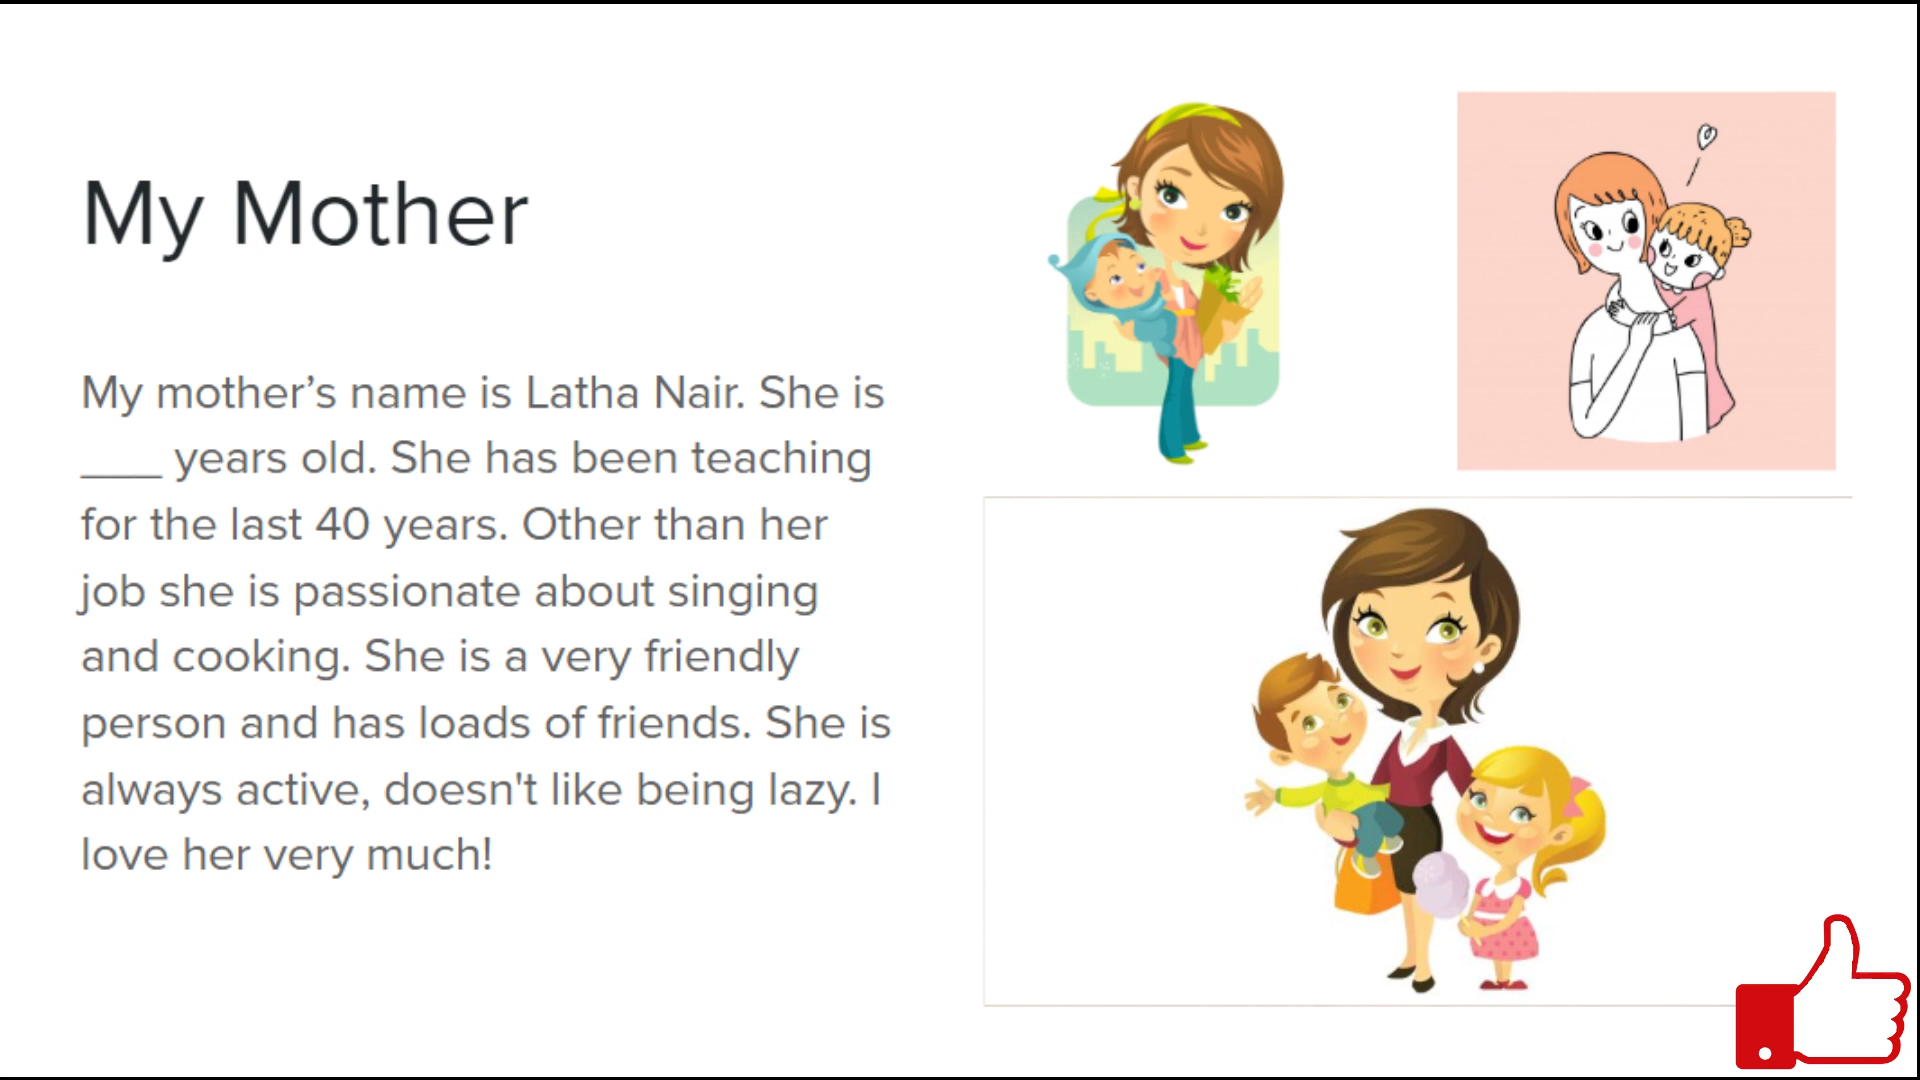 My Mother
My mother’s name is Latha Nair. She is
____ years old. She has been teaching
for the last 40 years. Other than her
job she is passionate about singing
and cooking. She is a very friendly
person and has loads of friends. She is
always active, doesn't like being lazy. I
love her very much!